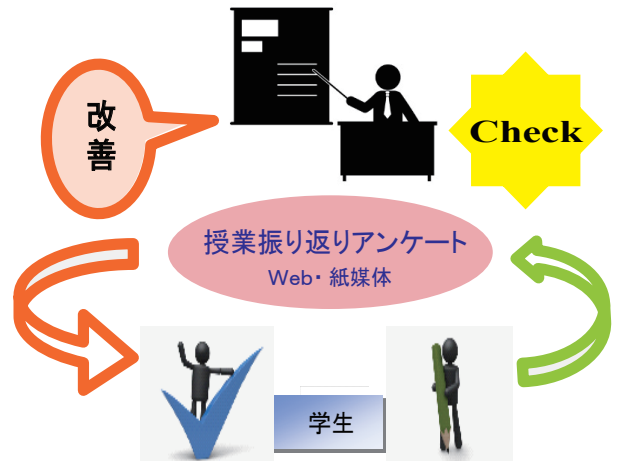 改
善
Check
授業振り返りアンケート
Web・紙媒体
学生